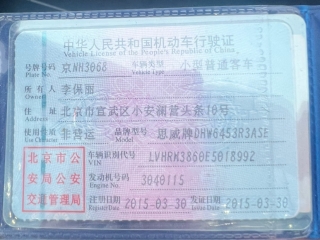 中华人民共和国机动车行驶证
Vehicle License of the People's Republic of China
号牌号码 京NH3068 车辆类型 小型普通客车
Plate No. Vehicle Type
所有人 李保丽
Owner
住址 北京市宣武区小安澜营头条10号
Address
使用性质 非营运 品牌型号 思威牌DHW6453R3ASE
Use Character Model
北京市公安局公安交通管理局
车辆识别代号 LVHRM3860E5018992
VIN
发动机号码 3040115
Engine No.
注册日期 2015-03-30 发证日期 2015-03-30
Register Date Issue Date